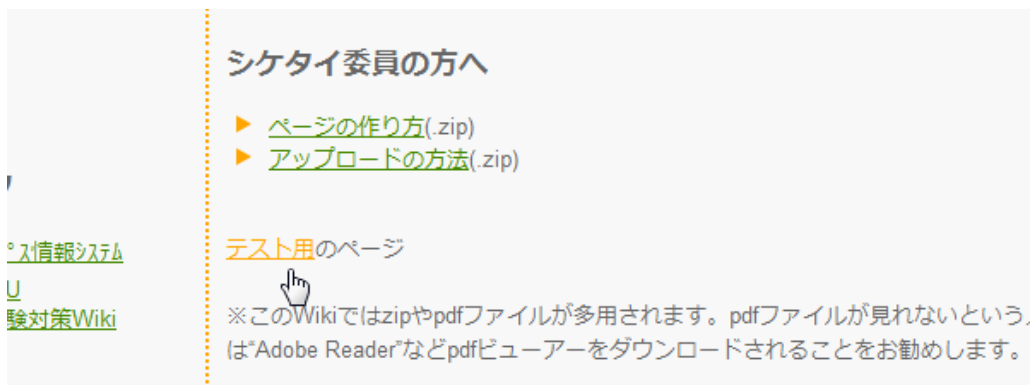 シケタイ委員の方へ
ページの作り方(.zip)
アップロードの方法(.zip)
ﾟｽ情報ｼｽﾃﾑ
U
験対策Wiki
テスト用のページ
※このWikiではzipやpdfファイルが多用されます。pdfファイルが見れないという
は“Adobe Reader”などpdfビューアーをダウンロードされることをお勧めします。